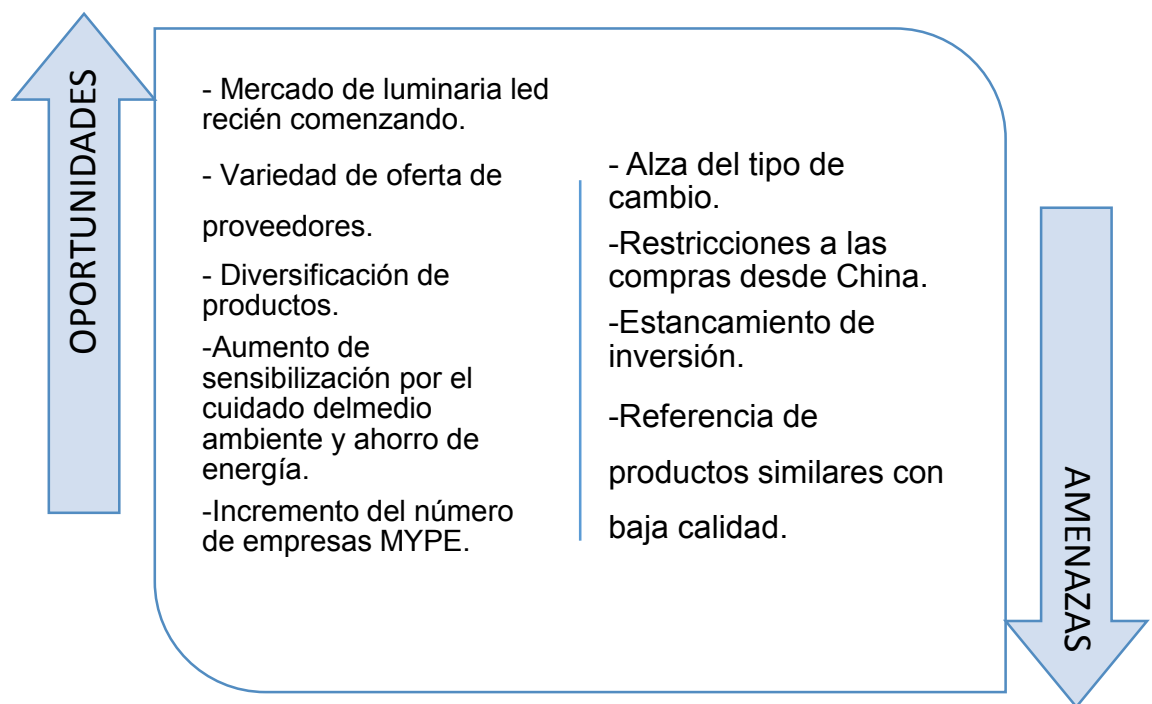 OPORTUNIDADES
- Mercado de luminaria led
recién comenzando.
- Variedad de oferta de
proveedores.
- Diversificación de
productos.
-Aumento de
sensibilización por el
cuidado delmedio
ambiente y ahorro de
energía.
-Incremento del número
de empresas MYPE.
- Alza del tipo de
cambio.
-Restricciones a las
compras desde China.
-Estancamiento de
inversión.
-Referencia de
productos similares con
baja calidad.
AMENAZAS